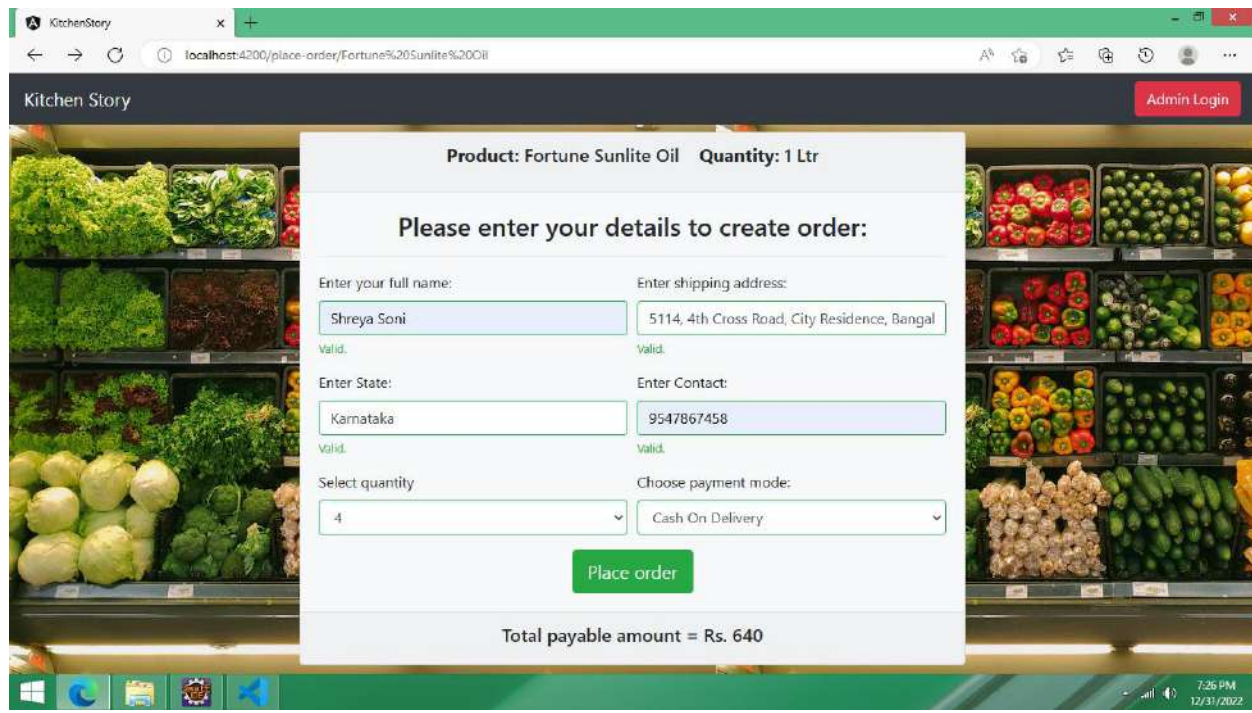 KitchenStory
localhost:4200/place-order/Fortune%20Sunlite%20Oil
Kitchen Story
Admin Login
Product: Fortune Sunlite Oil Quantity: 1 Ltr
Please enter your details to create order:
Enter your full name:
Enter shipping address:
Shreya Soni
5114, 4th Cross Road, City Residence, Bangal
Valid.
Valid.
Enter State:
Enter Contact:
Karnataka
9547867458
Valid.
Valid.
Select quantity
Choose payment mode:
4
Cash On Delivery
Place order
Total payable amount = Rs. 640
7:26 PM
12/31/2022